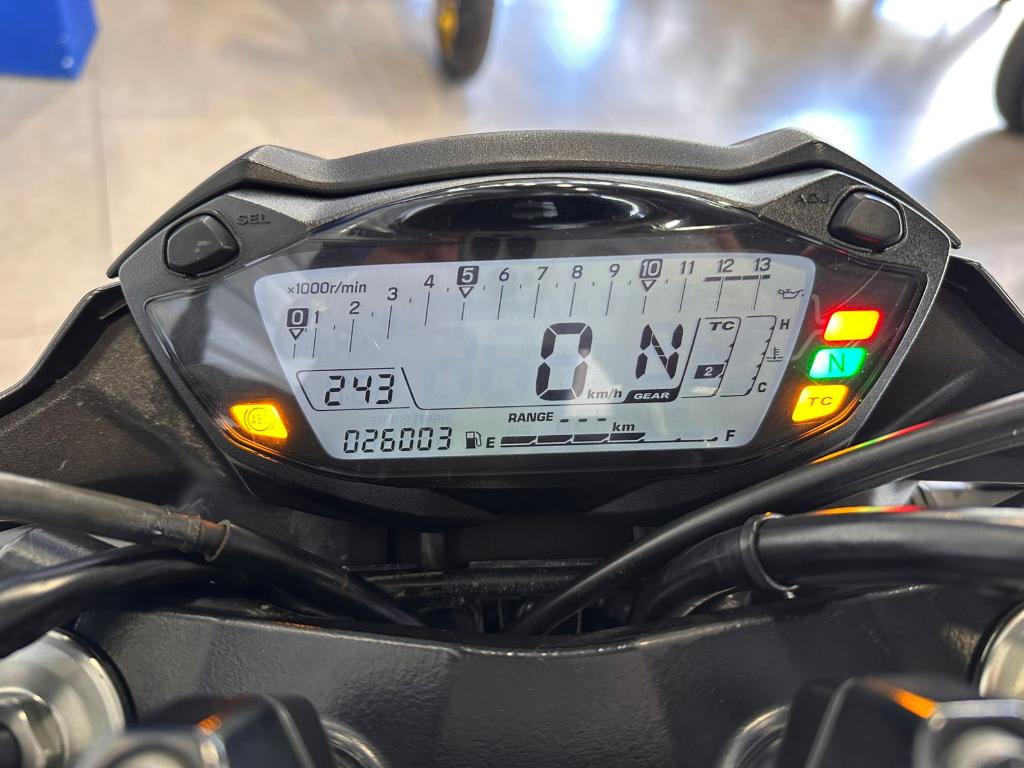 SEL
ADJ
×1000r/min
0 1 2 3 4 5 6 7 8 9 10 11 12 13
0 km/h
N
GEAR
TC
2
H
C
243
N
TC
RANGE --- km
026003
E F